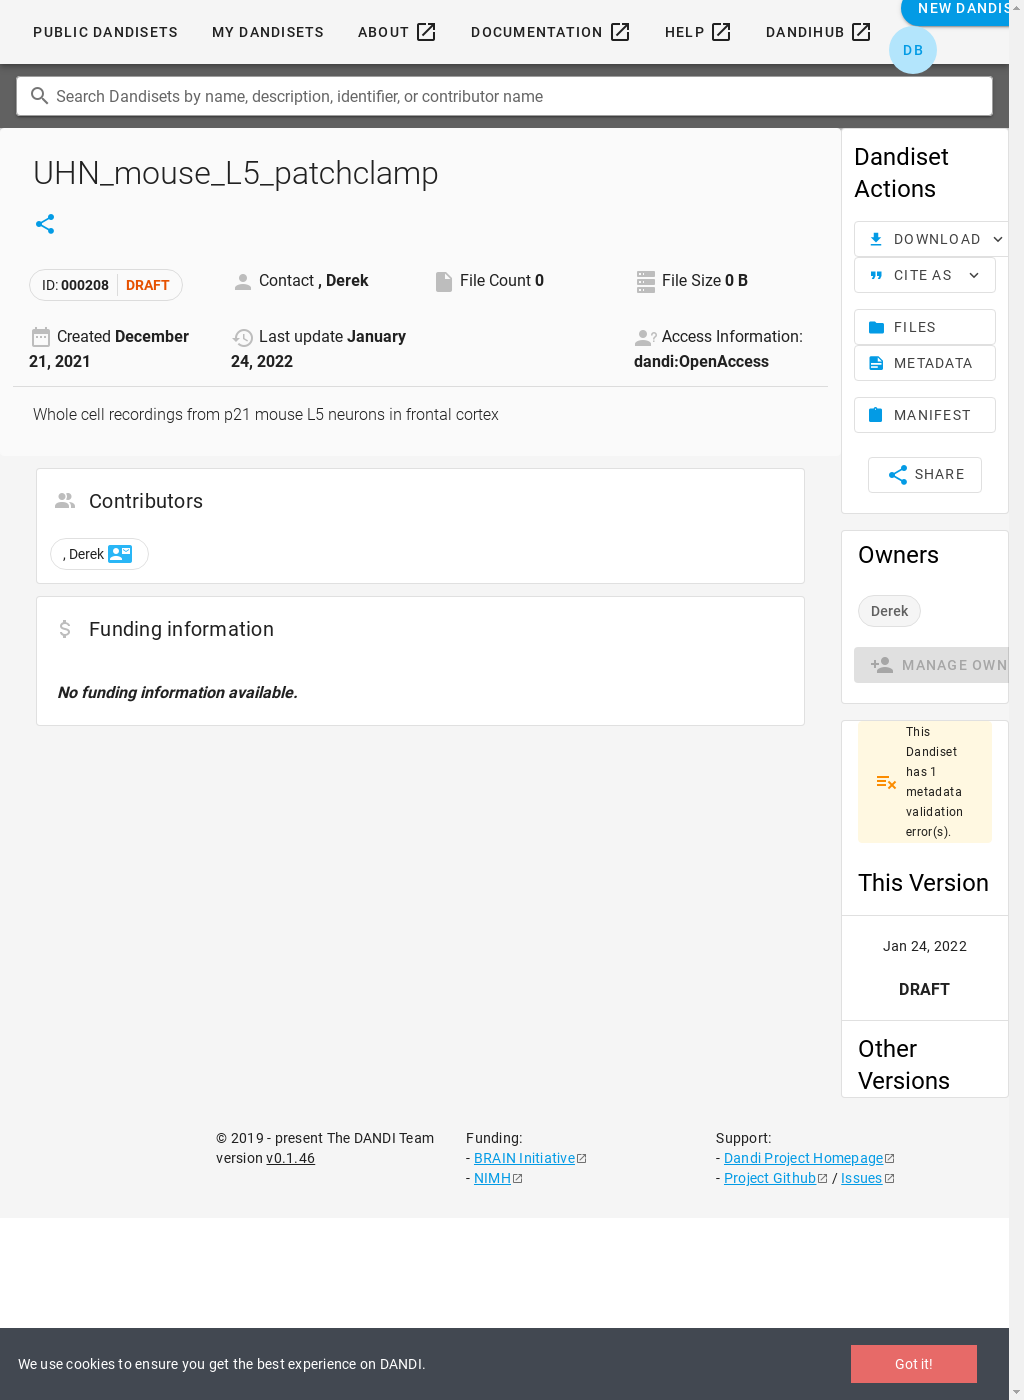 NEW DANDIS
PUBLIC DANDISETS
MY DANDISETS
ABOUT
DOCUMENTATION
HELP
DANDIHUB
DB
Search Dandisets by name, description, identifier, or contributor name
UHN_mouse_L5_patchclamp
ID: 000208 DRAFT
Contact , Derek
File Count 0
File Size 0 B
Created December
21, 2021
Last update January
24, 2022
Access Information:
dandi:OpenAccess
Whole cell recordings from p21 mouse L5 neurons in frontal cortex
Contributors
, Derek
Funding information
No funding information available.
Dandiset
Actions
DOWNLOAD
CITE AS
FILES
METADATA
MANIFEST
SHARE
Owners
Derek
MANAGE OWN
This
Dandiset
has 1
metadata
validation
error(s).
This Version
Jan 24, 2022
DRAFT
Other
Versions
© 2019 - present The DANDI Team
version v0.1.46
Funding:
- BRAIN Initiative
- NIMH
Support:
- Dandi Project Homepage
- Project Github / Issues
We use cookies to ensure you get the best experience on DANDI.
Got it!